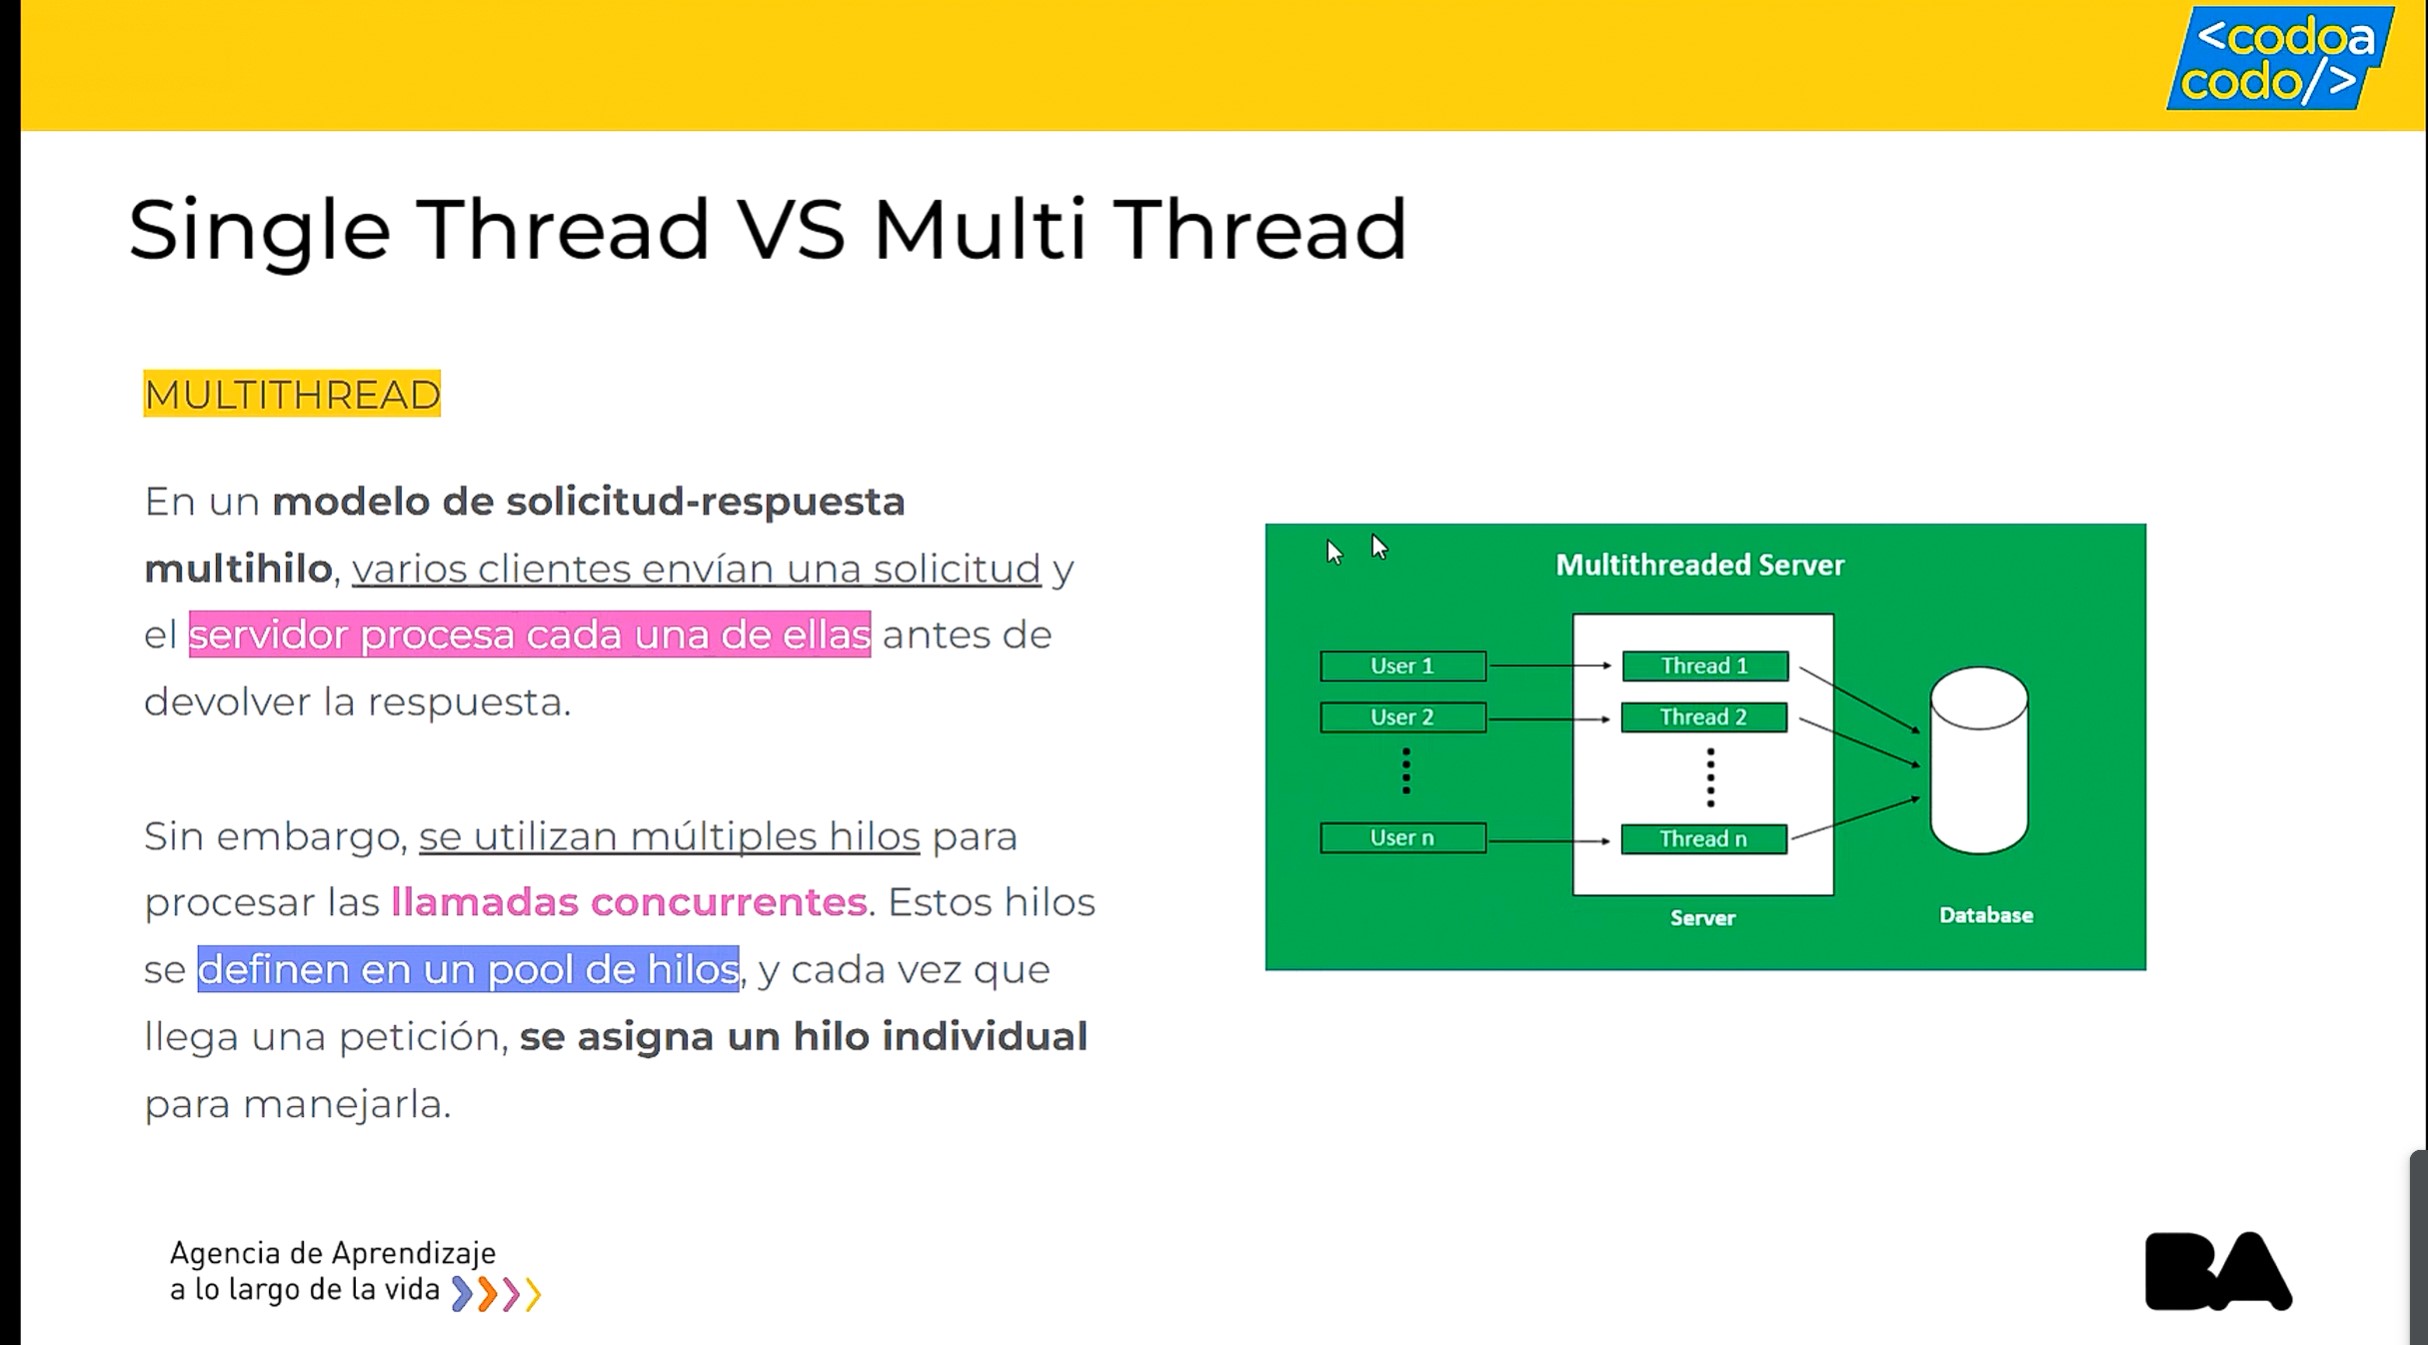 <codoa
codo/>
Single Thread VS Multi Thread
MULTITHREAD
En un modelo de solicitud-respuesta
multihilo, varios clientes envían una solicitud y
el servidor procesa cada una de ellas antes de
devolver la respuesta.
Sin embargo, se utilizan múltiples hilos para
procesar las llamadas concurrentes. Estos hilos
se definen en un pool de hilos, y cada vez que
llega una petición, se asigna un hilo individual
para manejarla.
Multithreaded Server
User 1
Thread 1
User 2
Thread 2
User n
Thread n
Server
Database
Agencia de Aprendizaje
a lo largo de la vida
BA